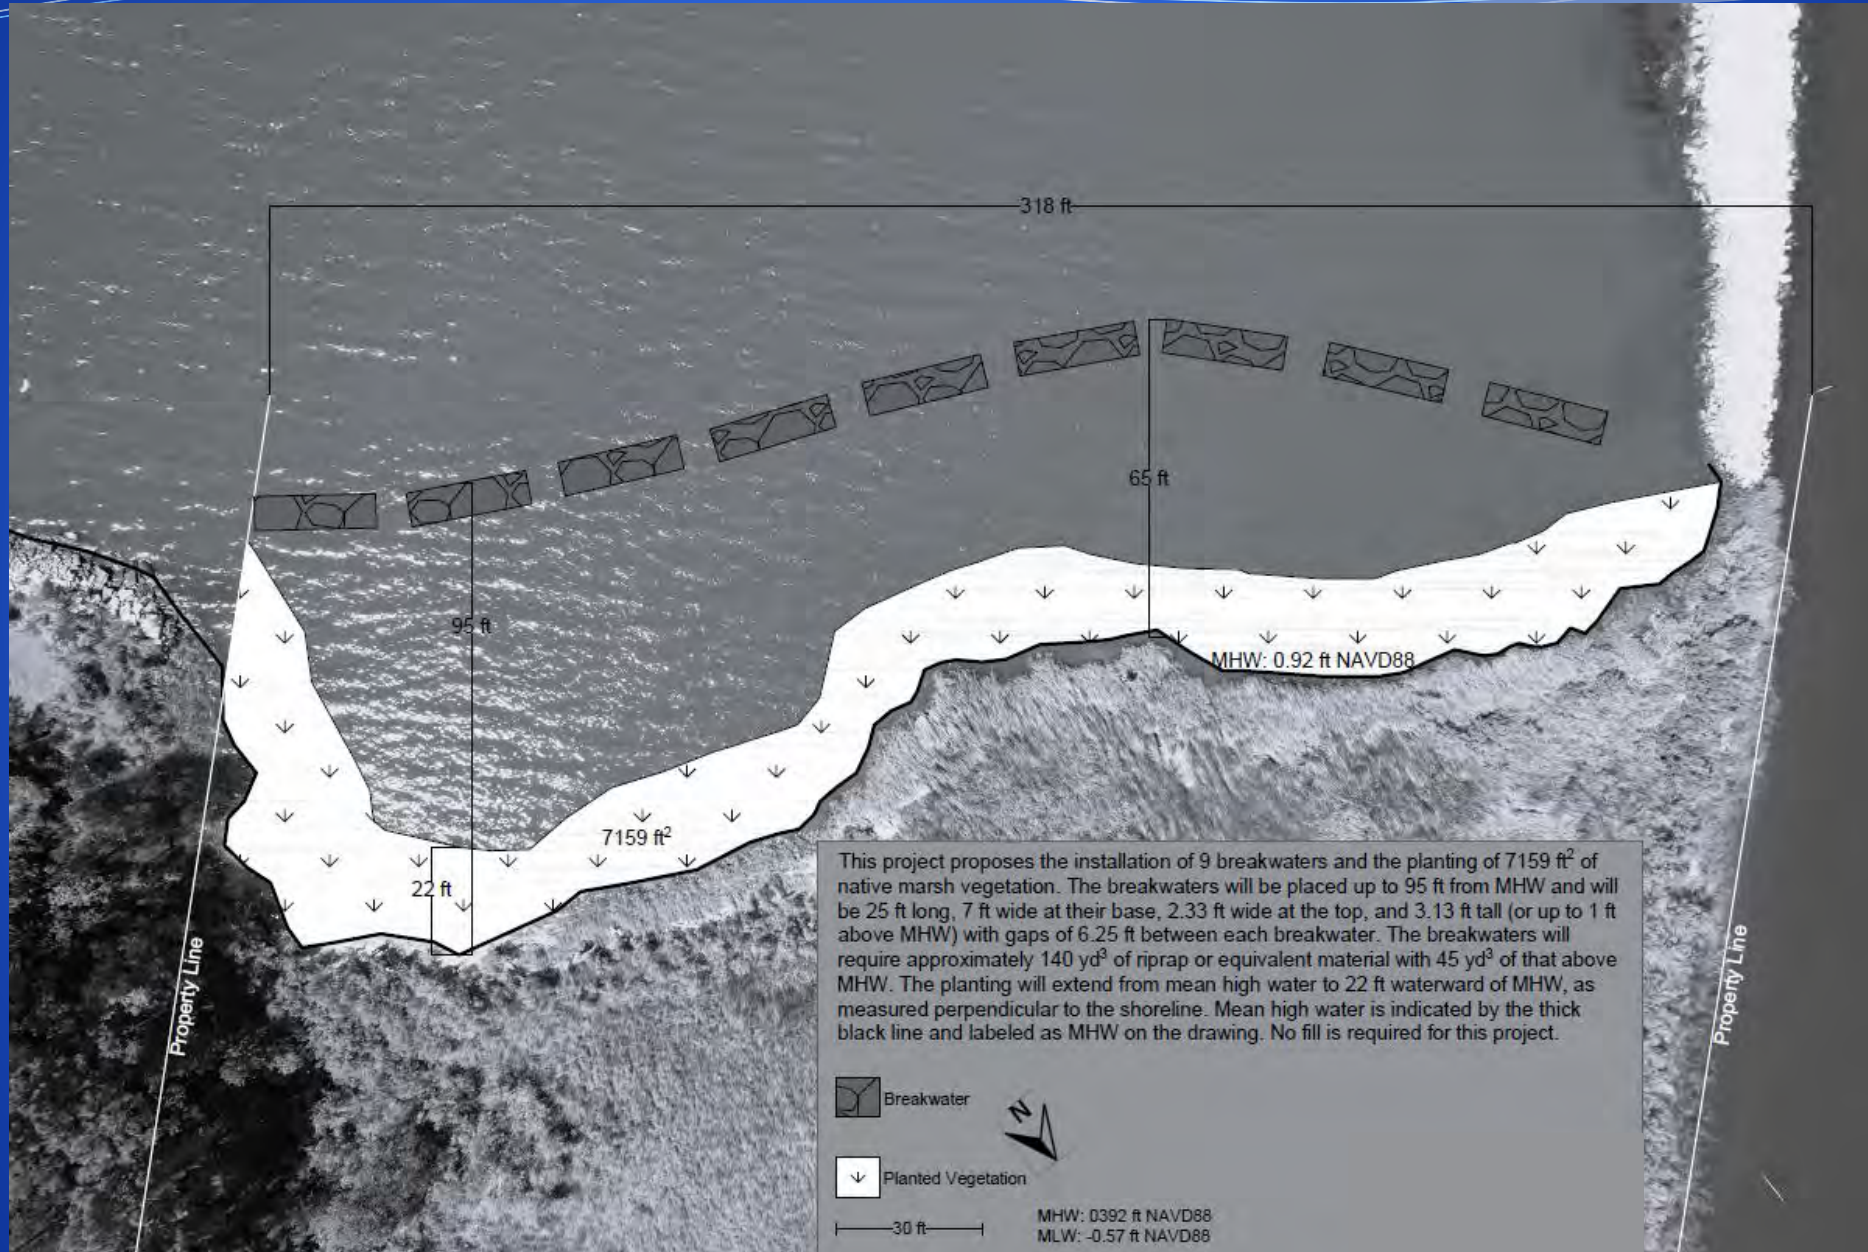 318 ft
65 ft
95 ft
MHW: 0.92 ft NAVD88
7159 ft²
22 ft
Property Line
Property Line
This project proposes the installation of 9 breakwaters and the planting of 7159 ft² of
native marsh vegetation. The breakwaters will be placed up to 95 ft from MHW and will
be 25 ft long, 7 ft wide at their base, 2.33 ft wide at the top, and 3.13 ft tall (or up to 1 ft
above MHW) with gaps of 6.25 ft between each breakwater. The breakwaters will
require approximately 140 yd³ of riprap or equivalent material with 45 yd³ of that above
MHW. The planting will extend from mean high water to 22 ft waterward of MHW, as
measured perpendicular to the shoreline. Mean high water is indicated by the thick
black line and labeled as MHW on the drawing. No fill is required for this project.
Breakwater
N
Planted Vegetation
30 ft
MHW: 0392 ft NAVD88
MLW: -0.57 ft NAVD88